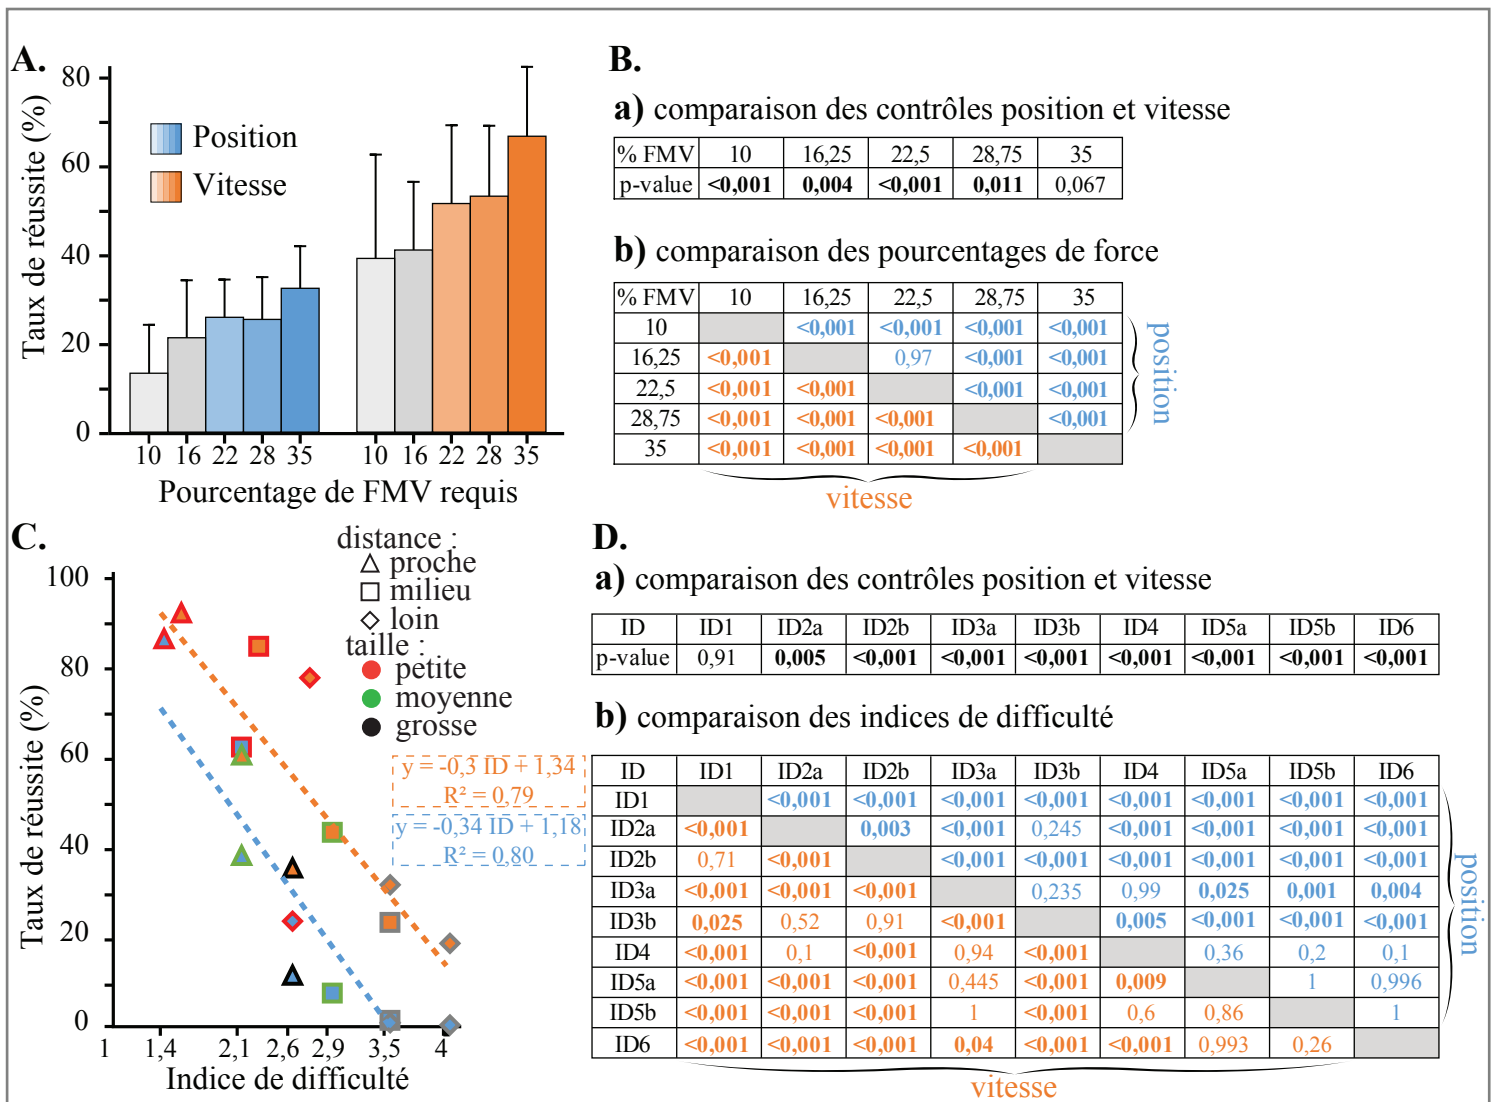 A.
80
60
40
20
0
Taux de réussite (%)
Position
Vitesse
10 16 22 28 35 10 16 22 28 35
Pourcentage de FMV requis
B.
a) comparaison des contrôles position et vitesse
% FMV 10 16,25 22,5 28,75 35
p-value <0,001 0,004 <0,001 0,011 0,067
b) comparaison des pourcentages de force
% FMV 10 16,25 22,5 28,75 35
10 <0,001 <0,001 <0,001 <0,001
16,25 <0,001 0,97 <0,001 <0,001
22,5 <0,001 <0,001 <0,001 <0,001
28,75 <0,001 <0,001 <0,001 <0,001
35 <0,001 <0,001 <0,001 <0,001
position
vitesse
C.
distance :
proche
milieu
loin
taille :
petite
moyenne
grosse
y = -0,3 ID + 1,34
R² = 0,79
y = -0,34 ID + 1,18
R² = 0,80
100
80
60
40
20
0
Taux de réussite (%)
1 1,4 2,1 2,6 2,9 3,5 4
Indice de difficulté
D.
a) comparaison des contrôles position et vitesse
ID ID1 ID2a ID2b ID3a ID3b ID4 ID5a ID5b ID6
p-value 0,91 0,005 <0,001 <0,001 <0,001 <0,001 <0,001 <0,001 <0,001
b) comparaison des indices de difficulté
ID ID1 ID2a ID2b ID3a ID3b ID4 ID5a ID5b ID6
ID1 <0,001 <0,001 <0,001 <0,001 <0,001 <0,001 <0,001 <0,001
ID2a <0,001 0,003 <0,001 0,245 <0,001 <0,001 <0,001 <0,001
ID2b 0,71 <0,001 <0,001 <0,001 <0,001 <0,001 <0,001 <0,001
ID3a <0,001 <0,001 <0,001 0,235 0,99 0,025 0,001 0,004
ID3b 0,025 0,52 0,91 <0,001 0,005 <0,001 <0,001 <0,001
ID4 <0,001 0,1 <0,001 0,94 <0,001 0,36 0,2 0,1
ID5a <0,001 <0,001 <0,001 0,445 <0,001 0,009 1 0,996
ID5b <0,001 <0,001 <0,001 1 <0,001 0,6 0,86 1
ID6 <0,001 <0,001 <0,001 0,04 <0,001 <0,001 0,993 0,26
position
vitesse